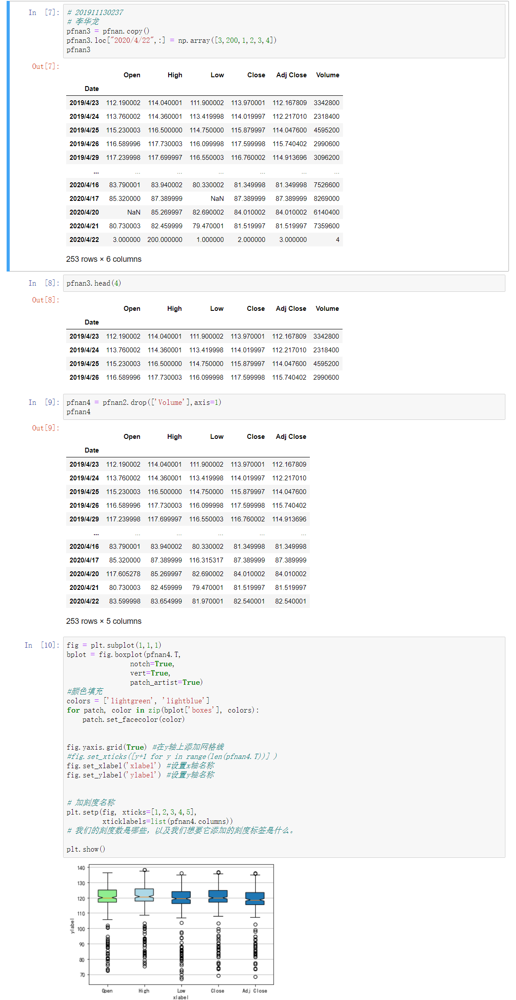 In [7]:
# 201911130237
# 李华龙
pfnan3 = pfnan.copy()
pfnan3.loc["2020/4/22",:] = np.array([3,200,1,2,3,4])
pfnan3
Out[7]:
Open High Low Close Adj Close Volume
Date
2019/4/23 112.190002 114.040001 111.900002 113.970001 112.167809 3342800
2019/4/24 113.760002 114.360001 113.419998 114.019997 112.217010 2318400
2019/4/25 115.230003 116.500000 114.750000 115.879997 114.047600 4595200
2019/4/26 116.589996 117.730003 116.099998 117.599998 115.740402 2990600
2019/4/29 117.239998 117.699997 116.550003 116.760002 114.913696 3096200
... ... ... ... ... ... ...
2020/4/16 83.790001 83.940002 80.330002 81.349998 81.349998 7526600
2020/4/17 85.320000 87.389999 NaN 87.389999 87.389999 8269000
2020/4/20 NaN 85.269997 82.690002 84.010002 84.010002 6140400
2020/4/21 80.730003 82.459999 79.470001 81.519997 81.519997 7359600
2020/4/22 3.000000 200.000000 1.000000 2.000000 3.000000 4
253 rows × 6 columns
In [8]:
pfnan3.head(4)
Out[8]:
Open High Low Close Adj Close Volume
Date
2019/4/23 112.190002 114.040001 111.900002 113.970001 112.167809 3342800
2019/4/24 113.760002 114.360001 113.419998 114.019997 112.217010 2318400
2019/4/25 115.230003 116.500000 114.750000 115.879997 114.047600 4595200
2019/4/26 116.589996 117.730003 116.099998 117.599998 115.740402 2990600
In [9]:
pfnan4 = pfnan2.drop(['Volume'],axis=1)
pfnan4
Out[9]:
Open High Low Close Adj Close
Date
2019/4/23 112.190002 114.040001 111.900002 113.970001 112.167809
2019/4/24 113.760002 114.360001 113.419998 114.019997 112.217010
2019/4/25 115.230003 116.500000 114.750000 115.879997 114.047600
2019/4/26 116.589996 117.730003 116.099998 117.599998 115.740402
2019/4/29 117.239998 117.699997 116.550003 116.760002 114.913696
... ... ... ... ... ...
2020/4/16 83.790001 83.940002 80.330002 81.349998 81.349998
2020/4/17 85.320000 87.389999 116.315317 87.389999 87.389999
2020/4/20 117.605278 85.269997 82.690002 84.010002 84.010002
2020/4/21 80.730003 82.459999 79.470001 81.519997 81.519997
2020/4/22 83.599998 83.654999 81.970001 82.540001 82.540001
253 rows × 5 columns
In [10]:
fig = plt.subplot(1,1,1)
bplot = fig.boxplot(pfnan4.T,
notch=True,
vert=True,
patch_artist=True)
#颜色填充
colors = ['lightgreen', 'lightblue']
for patch, color in zip(bplot['boxes'], colors):
patch.set_facecolor(color)
fig.yaxis.grid(True) #在y轴上添加网格线
#fig.set_xticks([y+1 for y in range(len(pfnan4.T))] )
fig.set_xlabel('xlabel') #设置x轴名称
fig.set_ylabel('ylabel') #设置y轴名称
# 加刻度名称
plt.setp(fig, xticks=[1,2,3,4,5],
xticklabels=list(pfnan4.columns))
# 我们的刻度数是哪些，以及我们想要它添加的刻度标签是什么。
plt.show()
140
130
120
110
100
90
80
70
ylabel
Open High Low Close Adj Close
xlabel